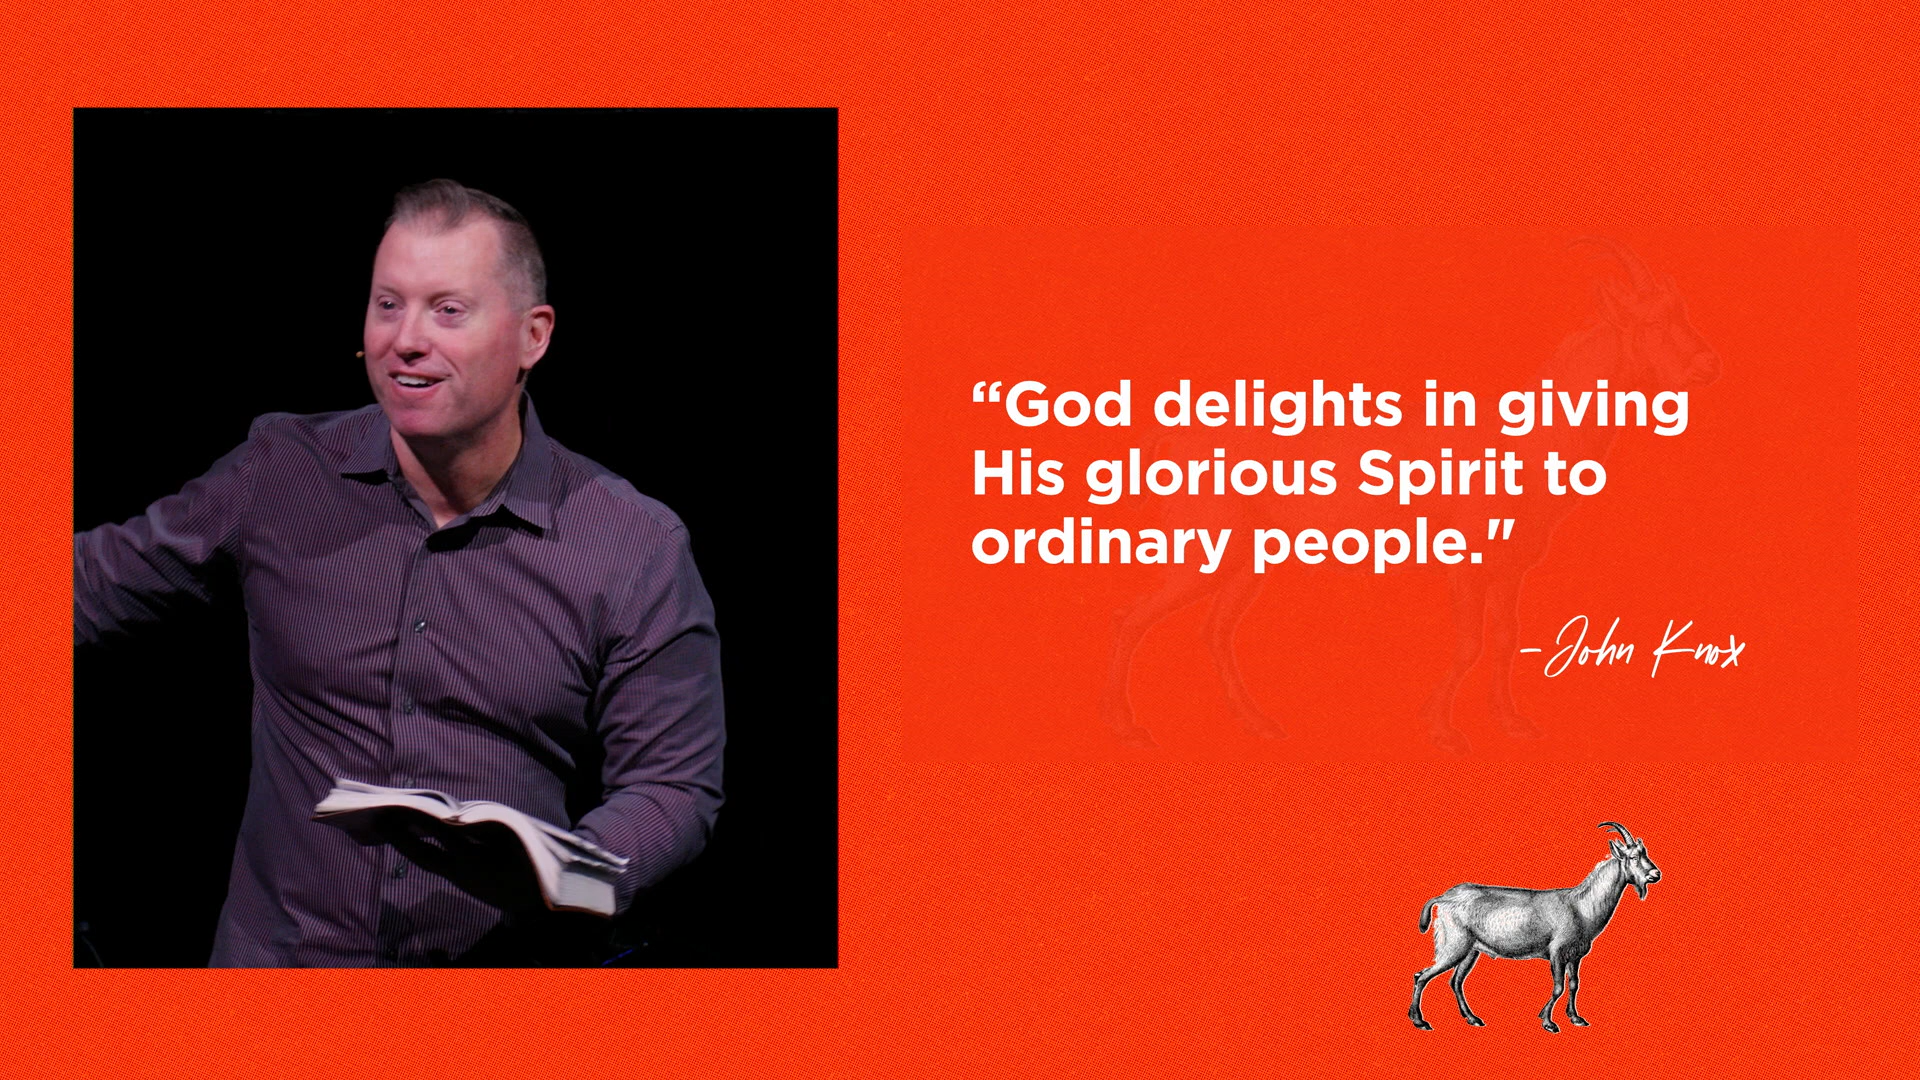 “God delights in giving
His glorious Spirit to
ordinary people."
-John Knox